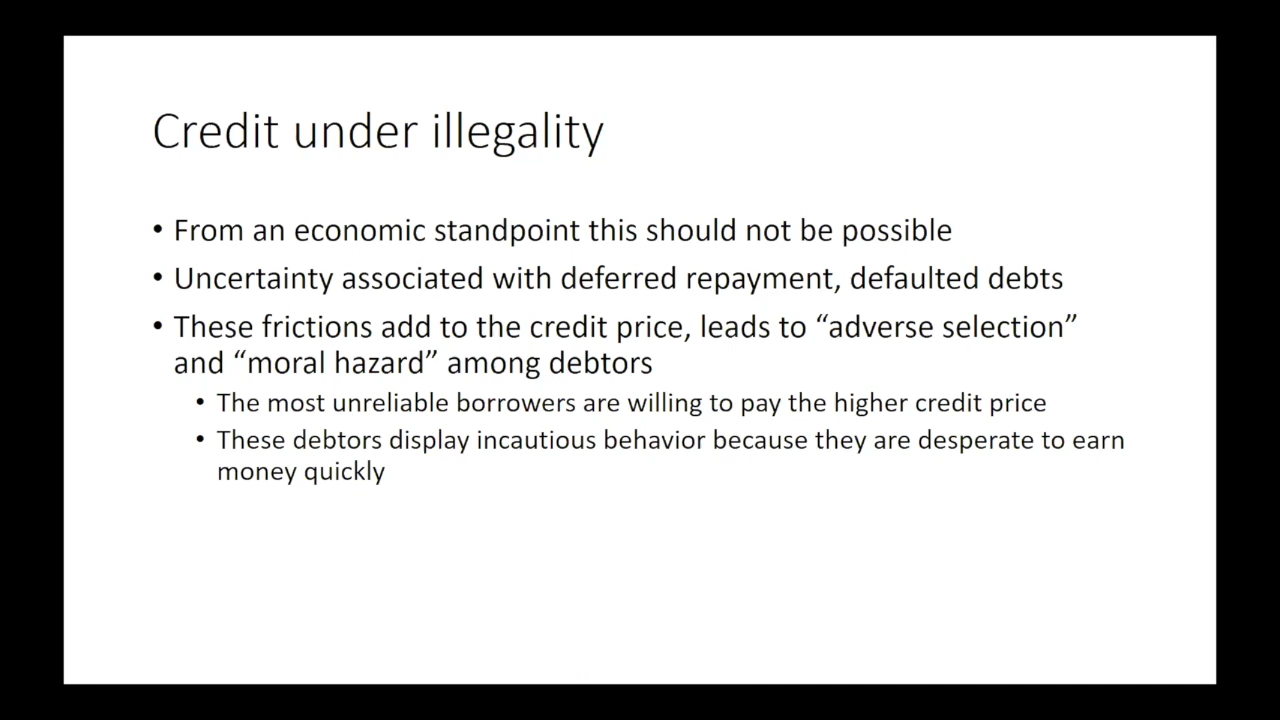 Credit under illegality
• From an economic standpoint this should not be possible
• Uncertainty associated with deferred repayment, defaulted debts
• These frictions add to the credit price, leads to “adverse selection”
and “moral hazard” among debtors
• The most unreliable borrowers are willing to pay the higher credit price
• These debtors display incautious behavior because they are desperate to earn
money quickly